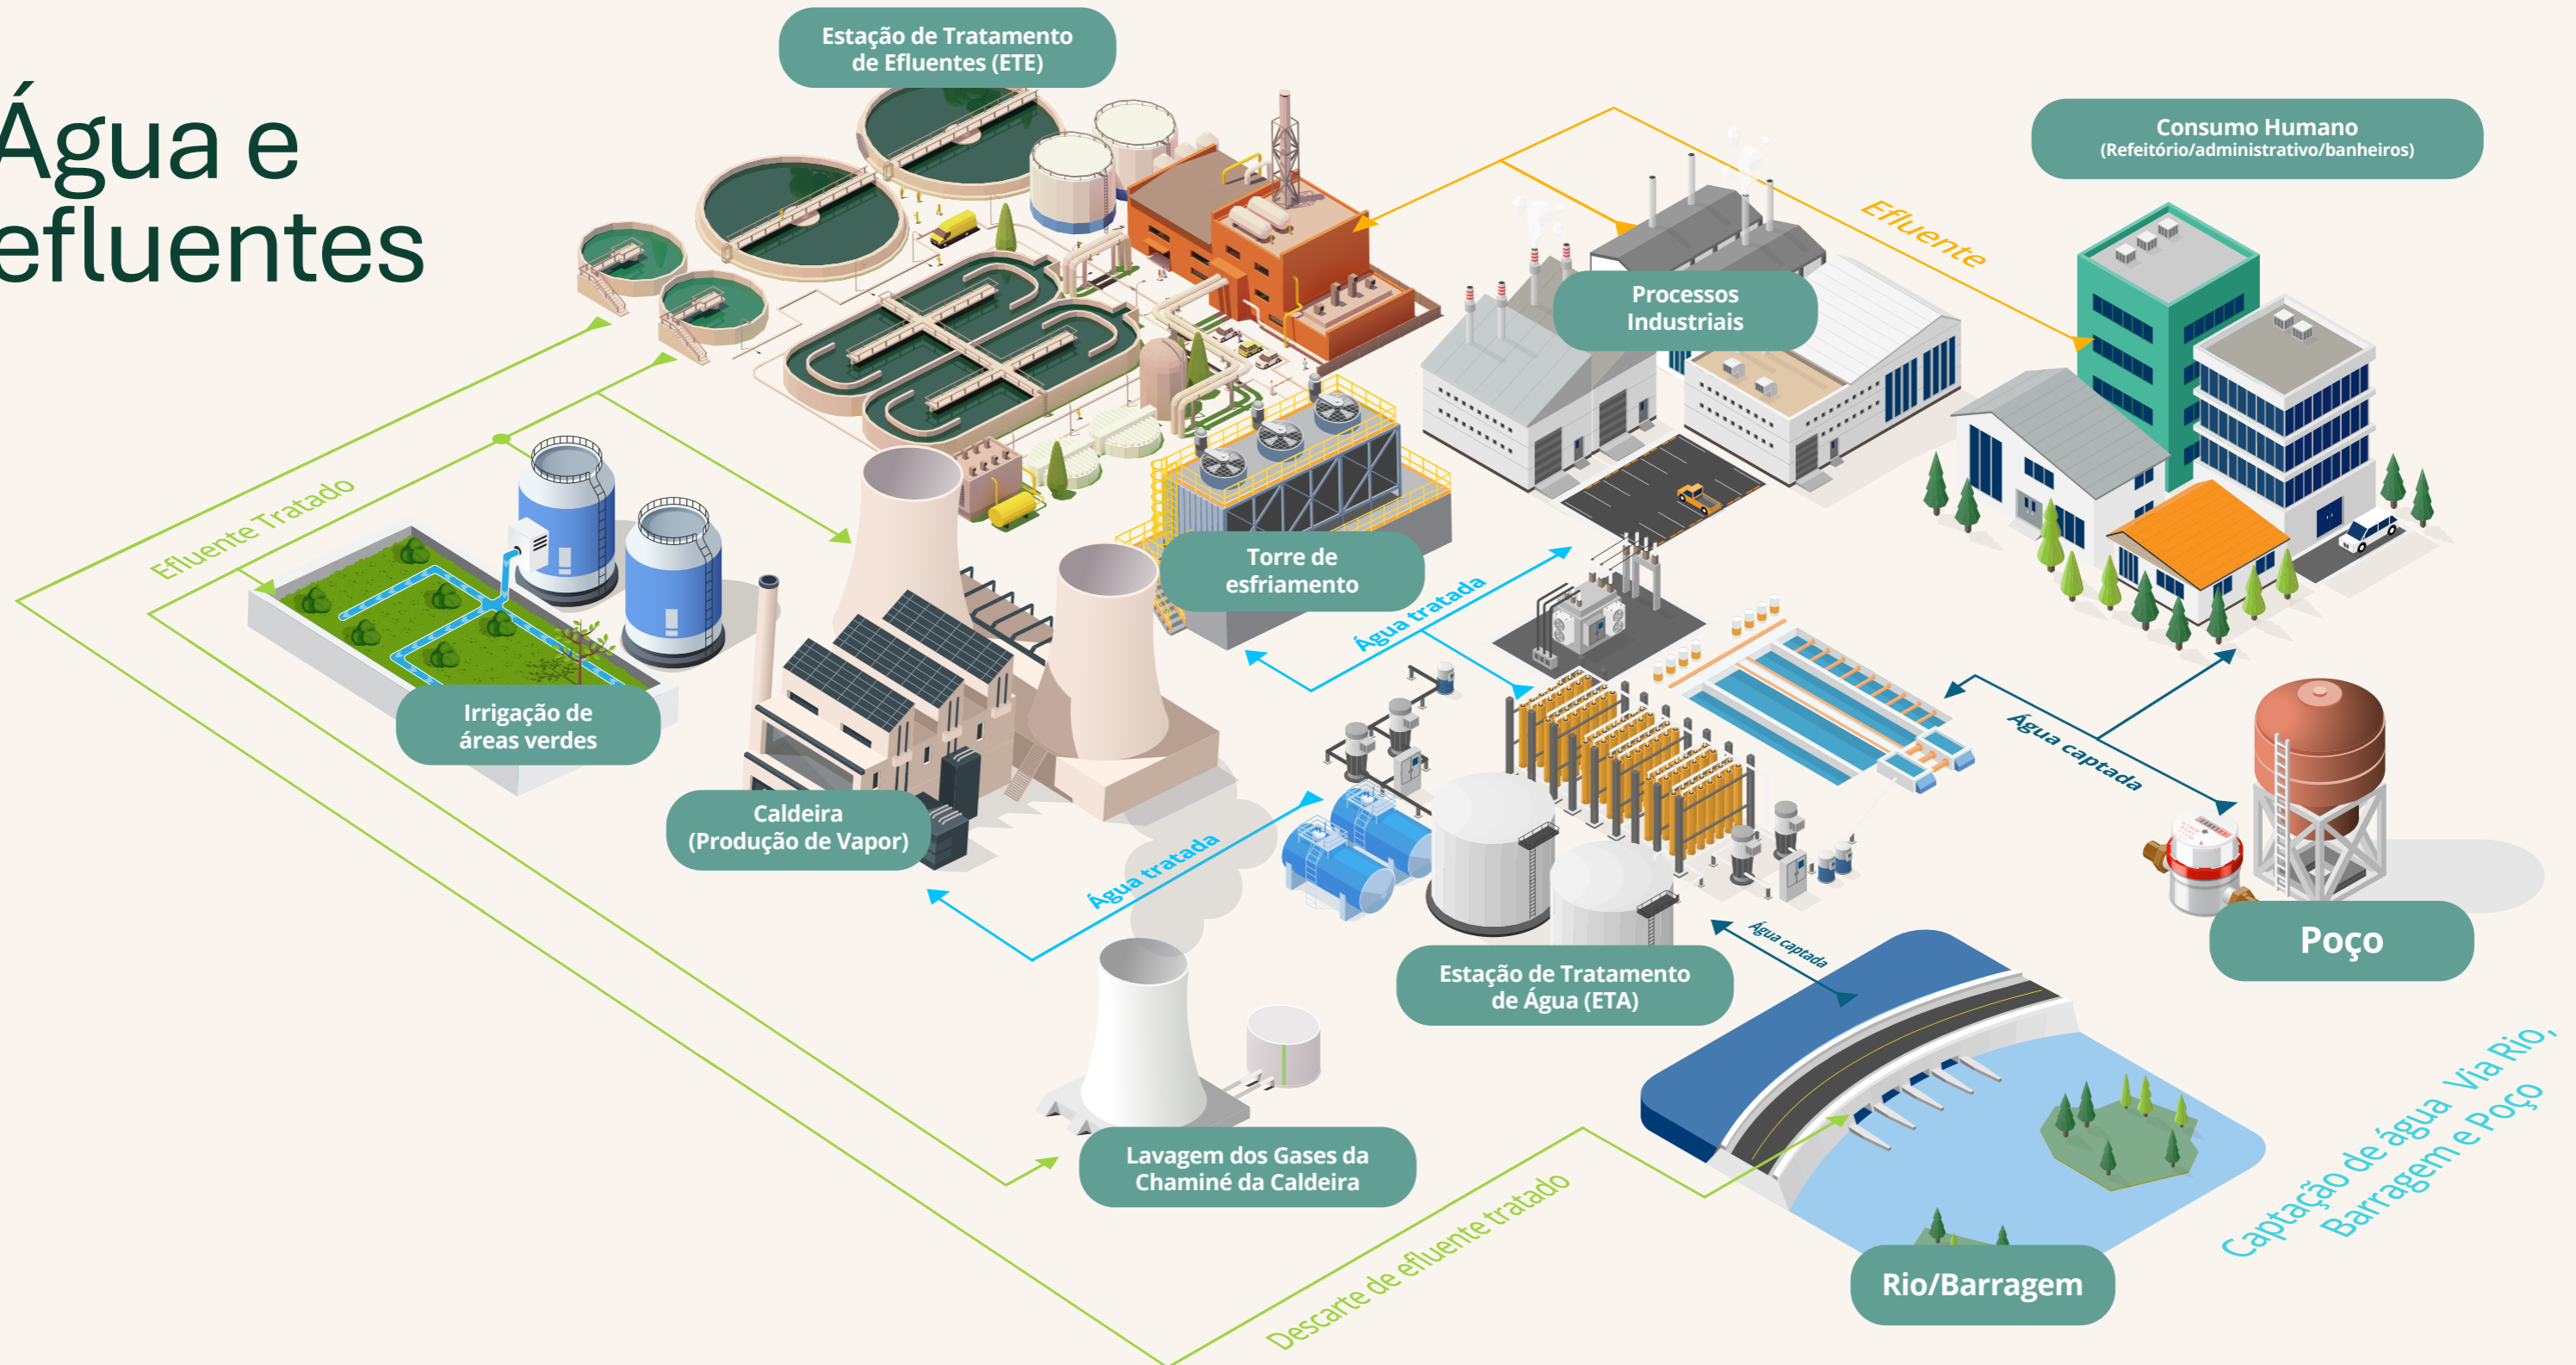 Água e
efluentes
Estação de Tratamento
de Efluentes (ETE)
Consumo Humano
(Refeitório/administrativo/banheiros)
Efluente
Processos
Industriais
Efluente Tratado
Torre de
esfriamento
Água tratada
Irrigação de
áreas verdes
Água captada
Caldeira
(Produção de Vapor)
Água tratada
Poço
Água captada
Estação de Tratamento
de Água (ETA)
Lavagem dos Gases da
Chaminé da Caldeira
Descarte de efluente tratado
Captação de água Via Rio,
Barragem e Poço
Rio/Barragem